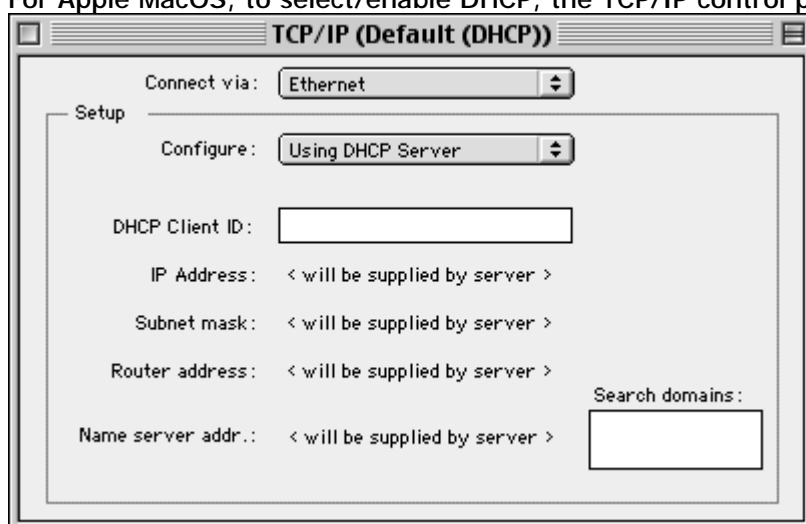 For Apple MacOS, to select/enable DHCP, the TCP/IP control
TCP/IP (Default (DHCP))
Connect via: Ethernet
Setup
Configure: Using DHCP Server
DHCP Client ID:
IP Address: < will be supplied by server >
Subnet mask: < will be supplied by server >
Router address: < will be supplied by server >
Search domains:
Name server addr.: < will be supplied by server >